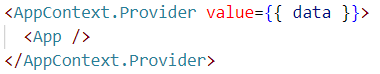 <AppContext.Provider value={{ data }}>
  <App />
</AppContext.Provider>